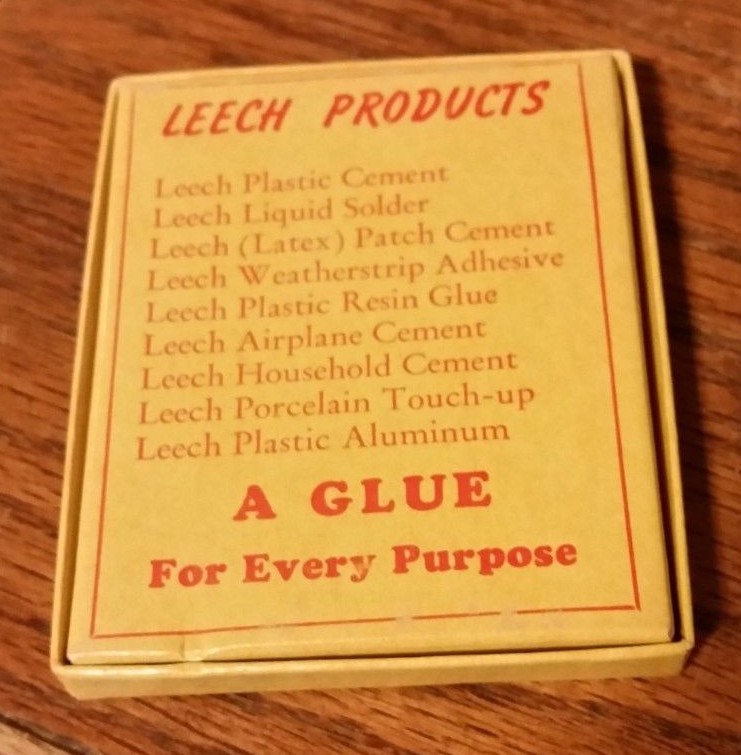 LEECH PRODUCTS
Leech Plastic Cement
Leech Liquid Solder
Leech (Latex) Patch Cement
Leech Weatherstrip Adhesive
Leech Plastic Resin Glue
Leech Airplane Cement
Leech Household Cement
Leech Porcelain Touch-up
Leech Plastic Aluminum
A GLUE
For Every Purpose